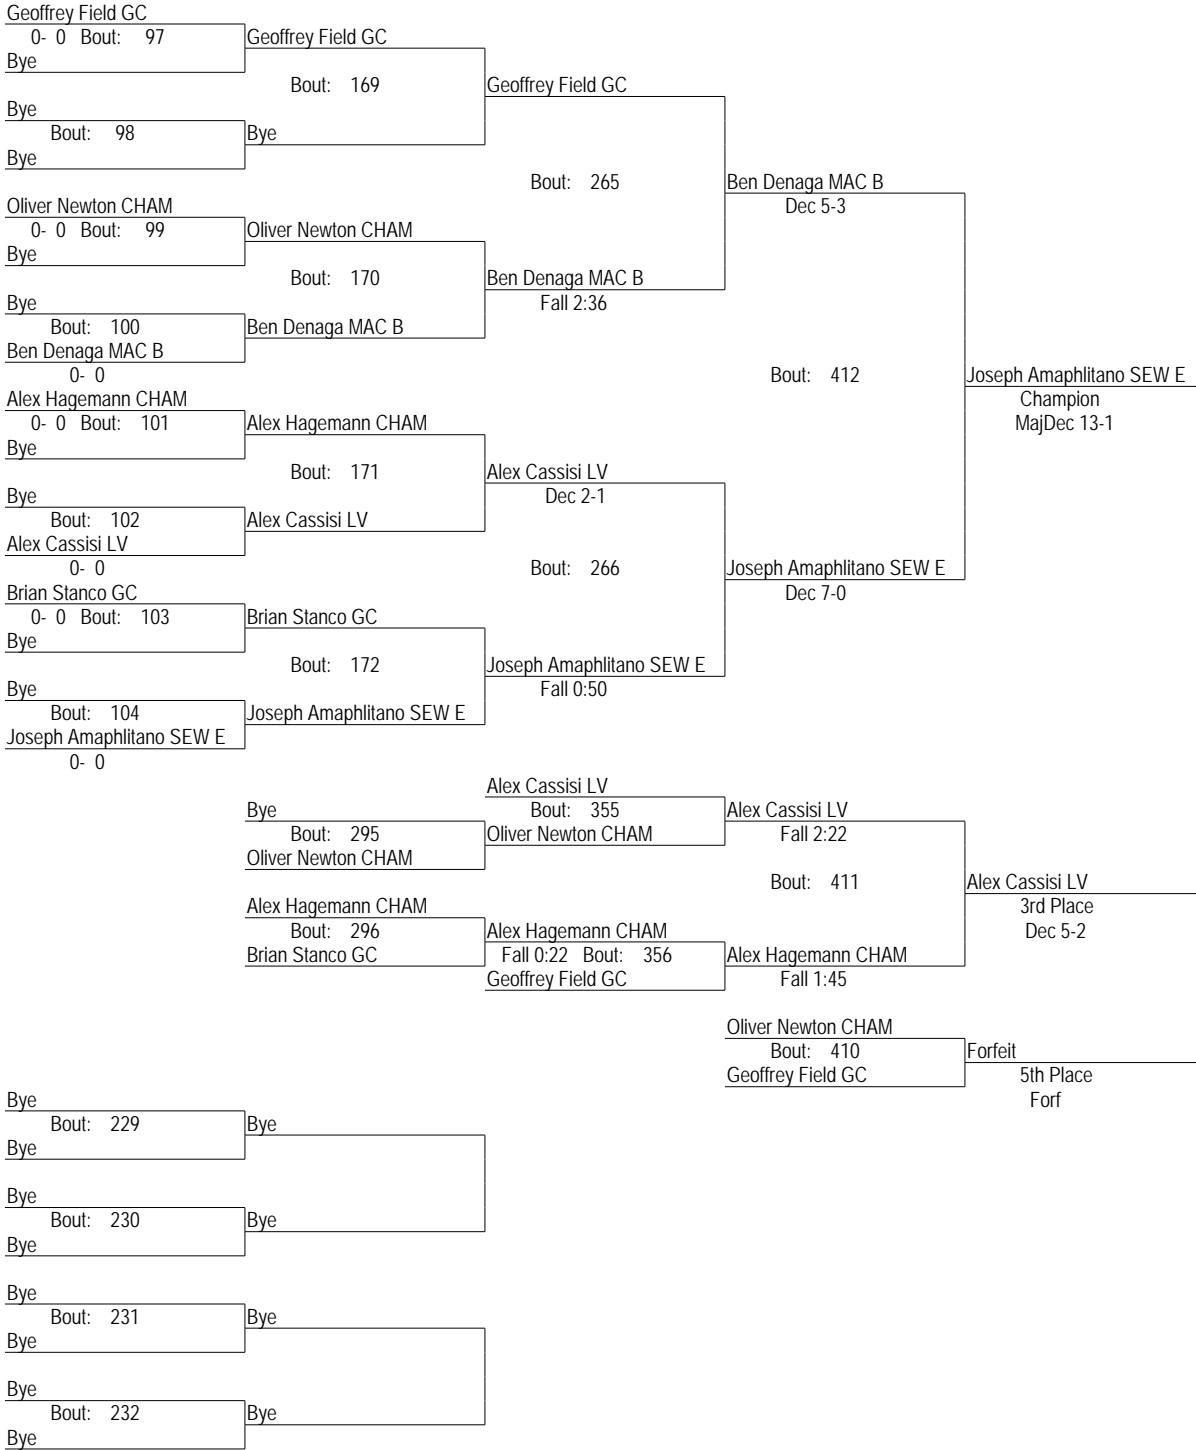 Geoffrey Field GC
0- 0 Bout: 97
Geoffrey Field GC
Bye
Bout: 169
Geoffrey Field GC
Bye
Bout: 98
Bye
Bye
Bout: 265
Ben Denaga MAC B
Dec 5-3
Oliver Newton CHAM
0- 0 Bout: 99
Oliver Newton CHAM
Bye
Bout: 170
Ben Denaga MAC B
Fall 2:36
Bye
Bout: 100
Ben Denaga MAC B
Ben Denaga MAC B
0- 0
Bout: 412
Joseph Amaphlitano SEW E
Champion
MajDec 13-1
Alex Hagemann CHAM
0- 0 Bout: 101
Alex Hagemann CHAM
Bye
Bout: 171
Alex Cassisi LV
Dec 2-1
Bye
Bout: 102
Alex Cassisi LV
Alex Cassisi LV
0- 0
Bout: 266
Joseph Amaphlitano SEW E
Dec 7-0
Brian Stanco GC
0- 0 Bout: 103
Brian Stanco GC
Bye
Bout: 172
Joseph Amaphlitano SEW E
Fall 0:50
Bye
Bout: 104
Joseph Amaphlitano SEW E
Joseph Amaphlitano SEW E
0- 0
Alex Cassisi LV
Bye
Bout: 355
Alex Cassisi LV
Bout: 295
Oliver Newton CHAM
Fall 2:22
Oliver Newton CHAM
Bout: 411
Alex Cassisi LV
3rd Place
Dec 5-2
Alex Hagemann CHAM
Bout: 296
Alex Hagemann CHAM
Brian Stanco GC
Fall 0:22 Bout: 356
Alex Hagemann CHAM
Geoffrey Field GC
Fall 1:45
Oliver Newton CHAM
Bout: 410
Forfeit
Geoffrey Field GC
5th Place
Forf
Bye
Bout: 229
Bye
Bye
Bye
Bout: 230
Bye
Bye
Bye
Bout: 231
Bye
Bye
Bye
Bout: 232
Bye
Bye